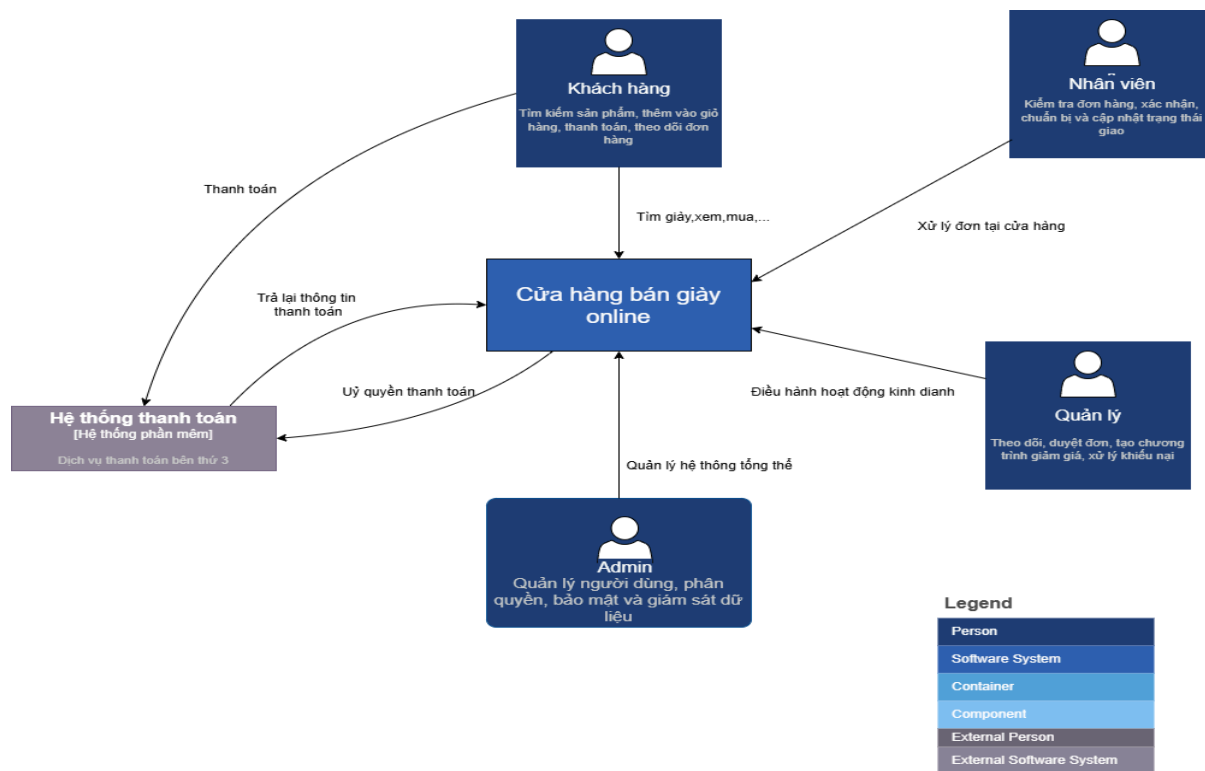 Khách hàng
Tìm kiếm sản phẩm, thêm vào giỏ
hàng, thanh toán, theo dõi đơn
hàng
Nhân viên
Kiểm tra đơn hàng, xác nhận,
chuẩn bị và cập nhật trạng thái
giao
Thanh toán
Tìm giày,xem,mua,...
Xử lý đơn tại cửa hàng
Cửa hàng bán giày
online
Trả lại thông tin
thanh toán
Uỷ quyền thanh toán
Điều hành hoạt động kinh dianh
Quản lý
Theo dõi, duyệt đơn, tạo chương
trình giảm giá, xử lý khiếu nại
Hệ thống thanh toán
[Hệ thống phần mềm]
Dịch vụ thanh toán bên thứ 3
Quản lý hệ thông tổng thể
Admin
Quản lý người dùng, phân
quyền, bảo mật và giám sát dữ
liệu
Legend
Person
Software System
Container
Component
External Person
External Software System